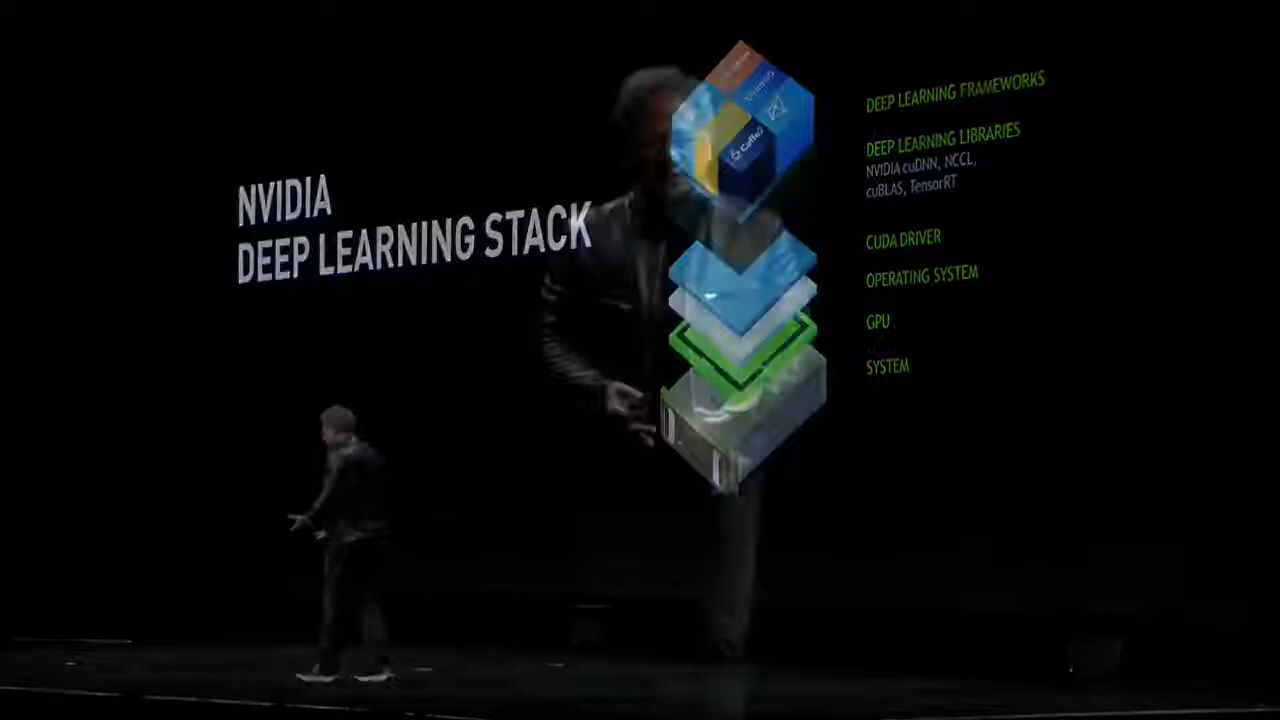 NVIDIA
DEEP LEARNING STACK
Caffe2
DEEP LEARNING FRAMEWORKS
DEEP LEARNING LIBRARIES
NVIDIA cuDNN, NCCL,
cuBLAS, TensorRT
CUDA DRIVER
OPERATING SYSTEM
GPU
SYSTEM